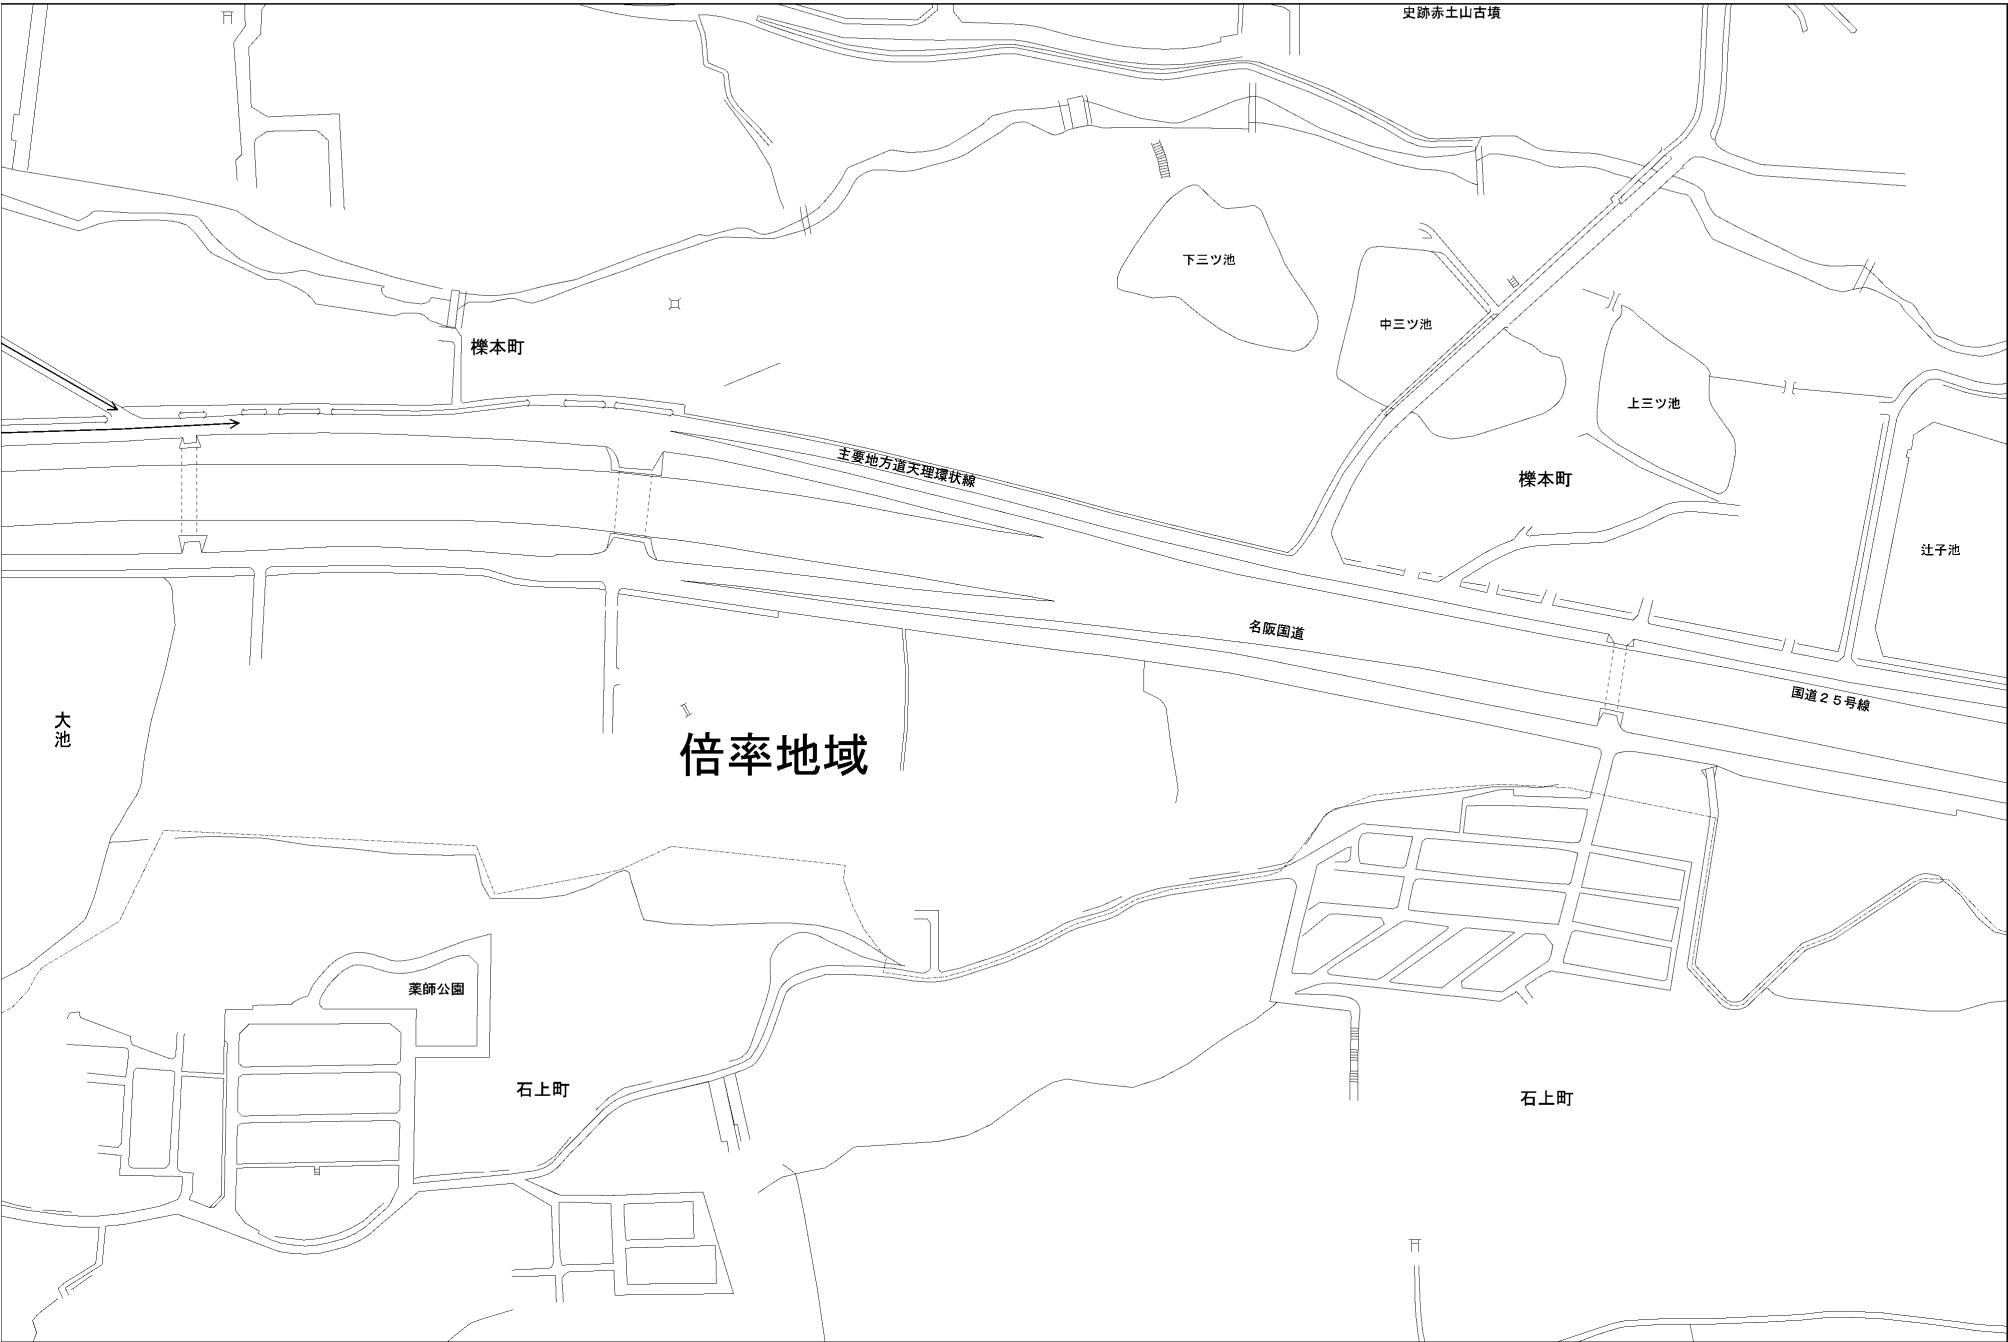 史跡赤土山古墳
下三ツ池
中三ツ池
櫟本町
上三ツ池
主要地方道天理環状線
櫟本町
辻子池
名阪国道
国道25号線
大池
倍率地域
薬師公園
石上町
石上町